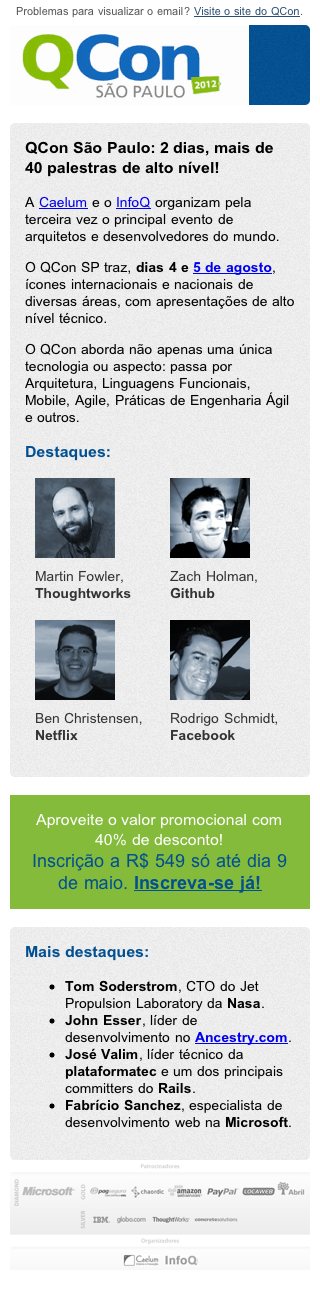 Problemas para visualizar o email? Visite o site do QCon.
QCon
SÃO PAULO 2012
QCon São Paulo: 2 dias, mais de
40 palestras de alto nível!
A Caelum e o InfoQ organizam pela
terceira vez o principal evento de
arquitetos e desenvolvedores do mundo.
O QCon SP traz, dias 4 e 5 de agosto,
ícones internacionais e nacionais de
diversas áreas, com apresentações de alto
nível técnico.
O QCon aborda não apenas uma única
tecnologia ou aspecto: passa por
Arquitetura, Linguagens Funcionais,
Mobile, Agile, Práticas de Engenharia Ágil
e outros.
Destaques:
Martin Fowler,
Thoughtworks
Zach Holman,
Github
Ben Christensen,
Netflix
Rodrigo Schmidt,
Facebook
Aproveite o valor promocional com
40% de desconto!
Inscrição a R$ 549 só até dia 9
de maio. Inscreva-se já!
Mais destaques:
Tom Soderstrom, CTO do Jet
Propulsion Laboratory da Nasa.
John Esser, líder de
desenvolvimento no Ancestry.com.
José Valim, líder técnico da
plataformatec e um dos principais
committers do Rails.
Fabrício Sanchez, especialista de
desenvolvimento web na Microsoft.
Patrocinadores
DIAMOND Microsoft GOLD pagseguro chaordic amazon PayPal LOCAWEB Abril
SILVER IBM globo.com ThoughtWorks concretesolutions
Organizadores
Caelum InfoQ